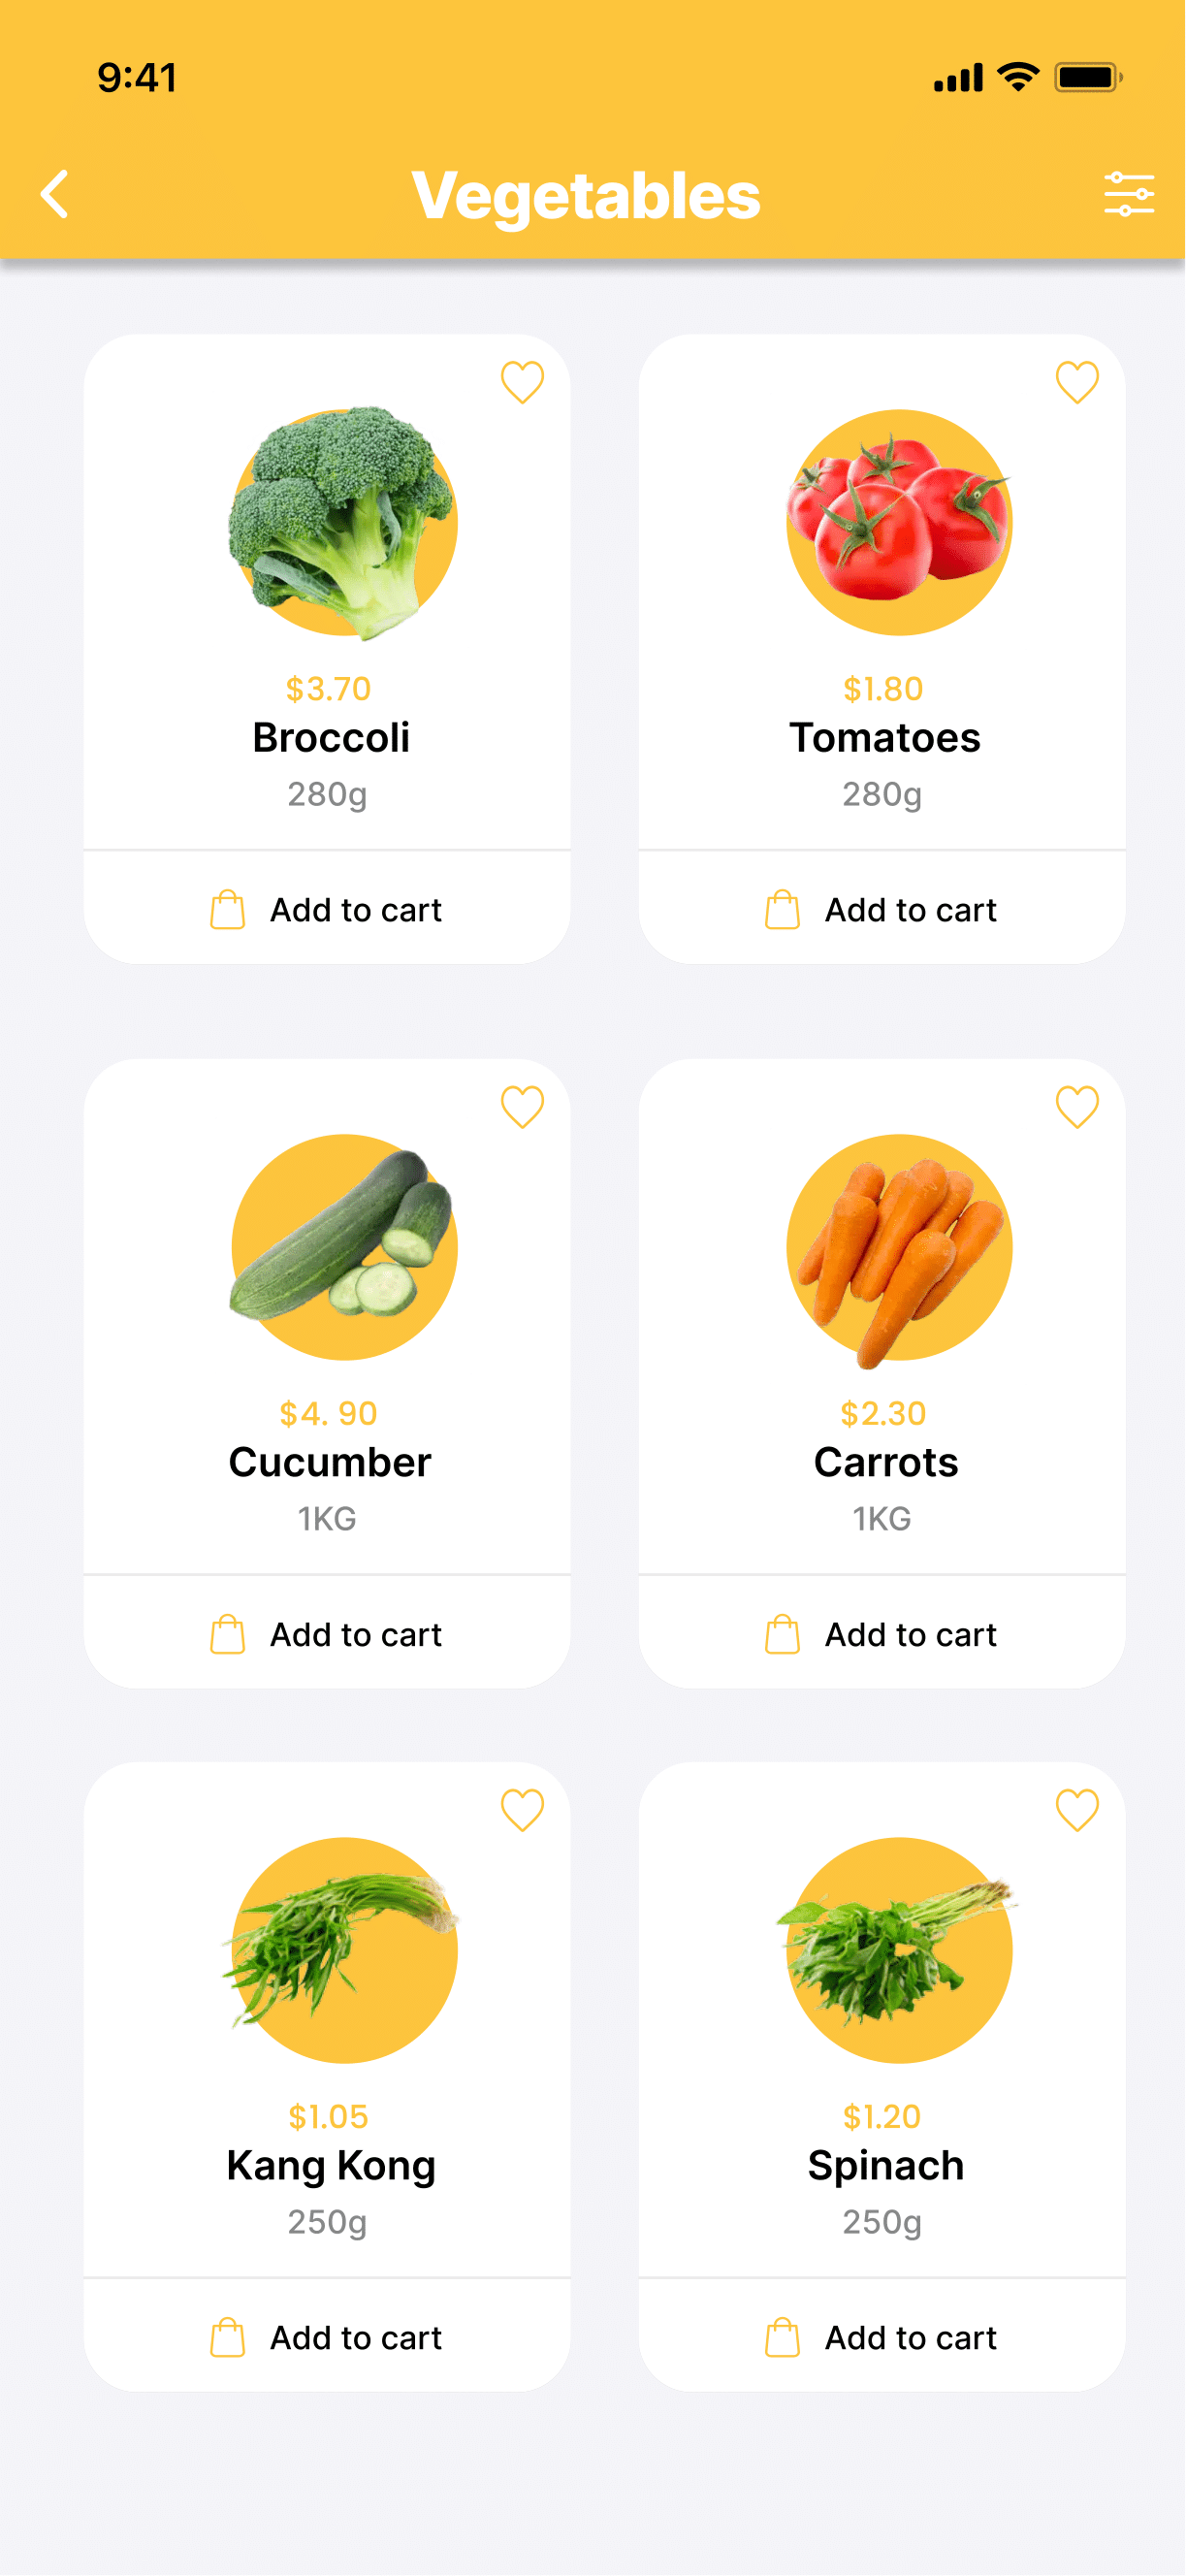 9:41
Vegetables
$3.70
Broccoli
280g
Add to cart
$1.80
Tomatoes
280g
Add to cart
$4. 90
Cucumber
1KG
Add to cart
$2.30
Carrots
1KG
Add to cart
$1.05
Kang Kong
250g
Add to cart
$1.20
Spinach
250g
Add to cart